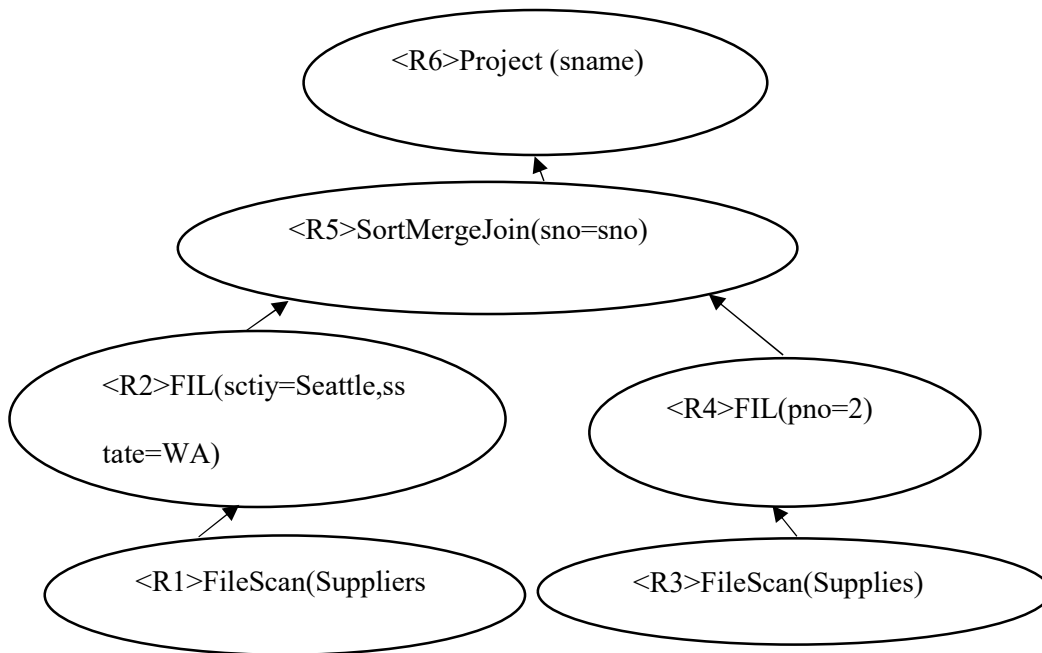 <R6>Project (sname)
<R5>SortMergeJoin(sno=sno)
<R2>FIL(sctiy=Seattle,ss
tate=WA)
<R4>FIL(pno=2)
<R1>FileScan(Suppliers
<R3>FileScan(Supplies)